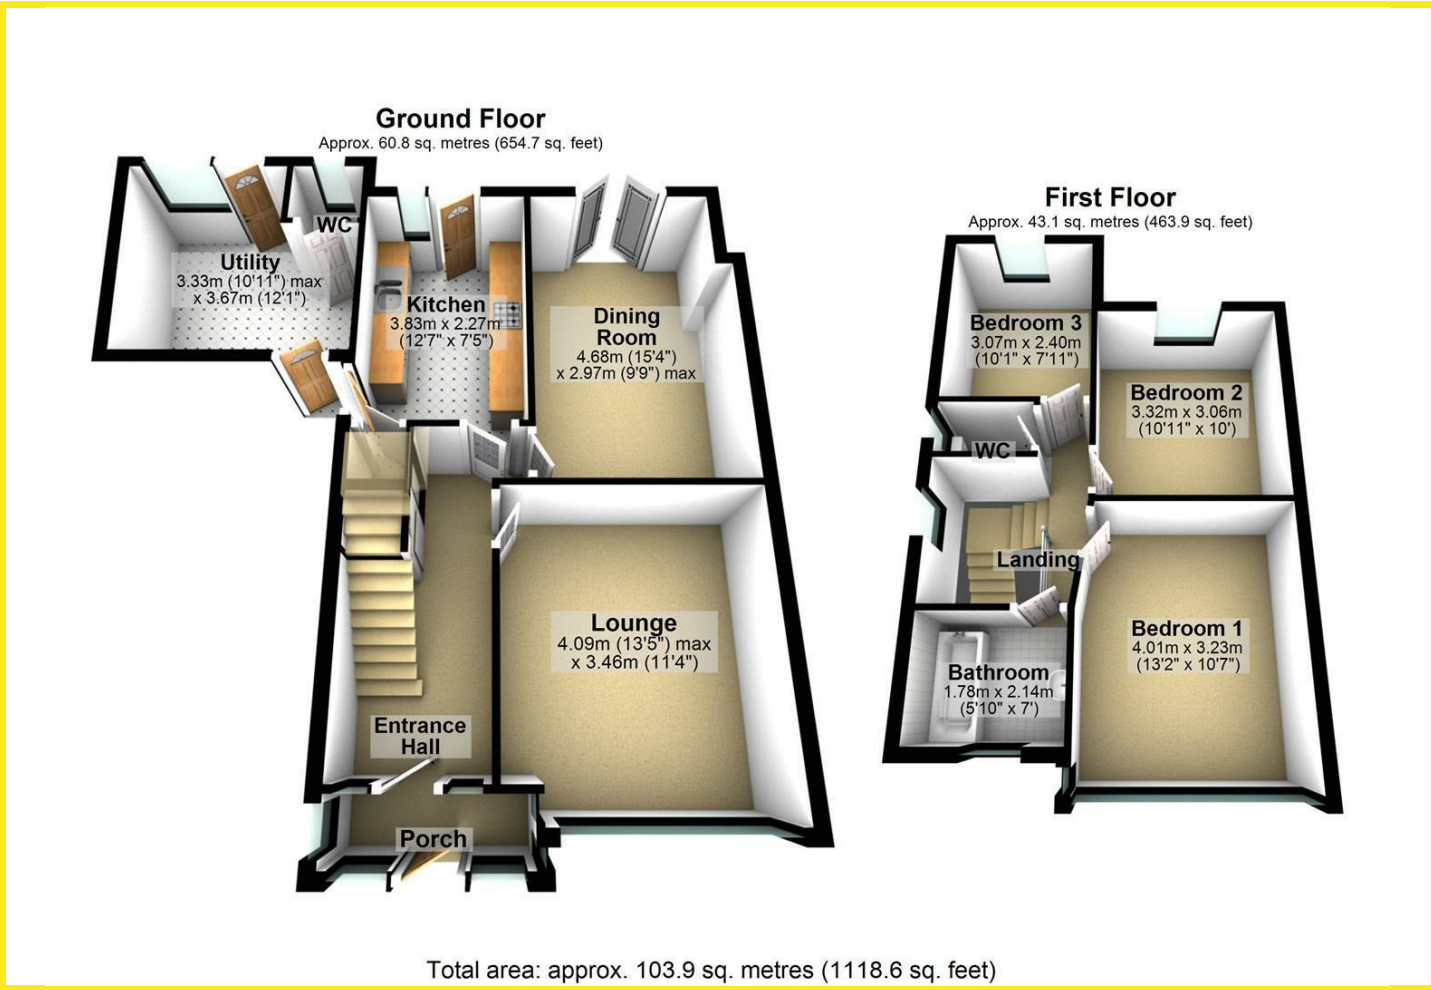 Ground Floor
Approx. 60.8 sq. metres (654.7 sq. feet)
WC
Utility
3.33m (10'11") max
x 3.67m (12'1")
Kitchen
3.83m x 2.27m
(12'7" x 7'5")
Dining
Room
4.68m (15'4")
x 2.97m (9'9") max
Lounge
4.09m (13'5") max
x 3.46m (11'4")
Entrance
Hall
Porch
First Floor
Approx. 43.1 sq. metres (463.9 sq. feet)
Bedroom 3
3.07m x 2.40m
(10'1" x 7'11")
Bedroom 2
3.32m x 3.06m
(10'11" x 10')
WC
Landing
Bedroom 1
4.01m x 3.23m
(13'2" x 10'7")
Bathroom
1.78m x 2.14m
(5'10" x 7')
Total area: approx. 103.9 sq. metres (1118.6 sq. feet)